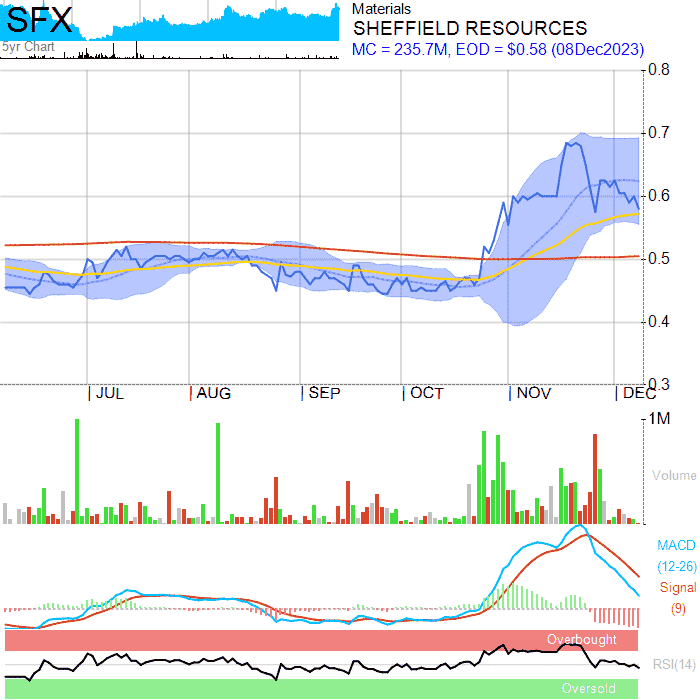 SFX
5yr Chart
Materials
SHEFFIELD RESOURCES
MC = 235.7M, EOD = $0.58 (08Dec2023)
0.8
0.7
0.6
0.5
0.4
0.3
JUL AUG SEP OCT NOV DEC
1M
Volume
MACD
(12-26)
Signal
(9)
Overbought
RSI(14)
Oversold